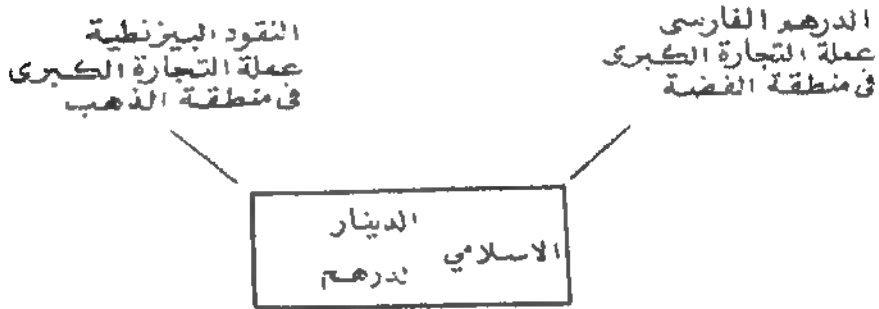 الدرهم الفارسى
عملة التجارة الكبرى
فى منطقة الفضة
النقود البيزنطية
عملة التجارة الكبرى
فى منطقة الذهب
الدينار
الاسلامي
لدرهم